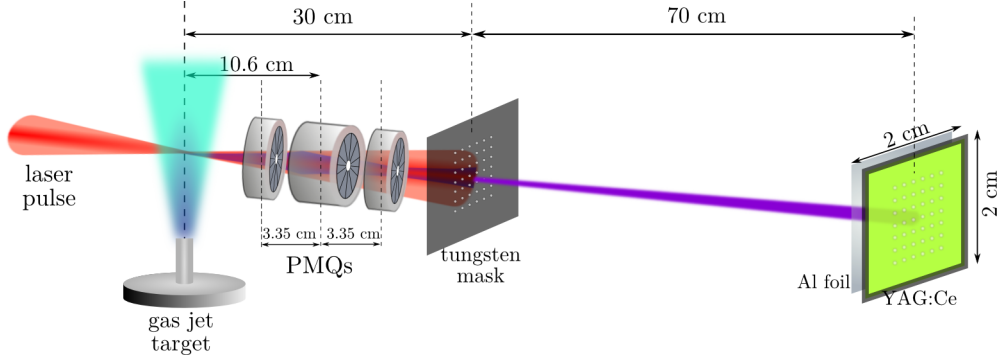 30 cm
70 cm
10.6 cm
laser
pulse
3.35 cm
3.35 cm
PMQs
gas jet
target
tungsten
mask
2 cm
2 cm
Al foil
YAG:Ce